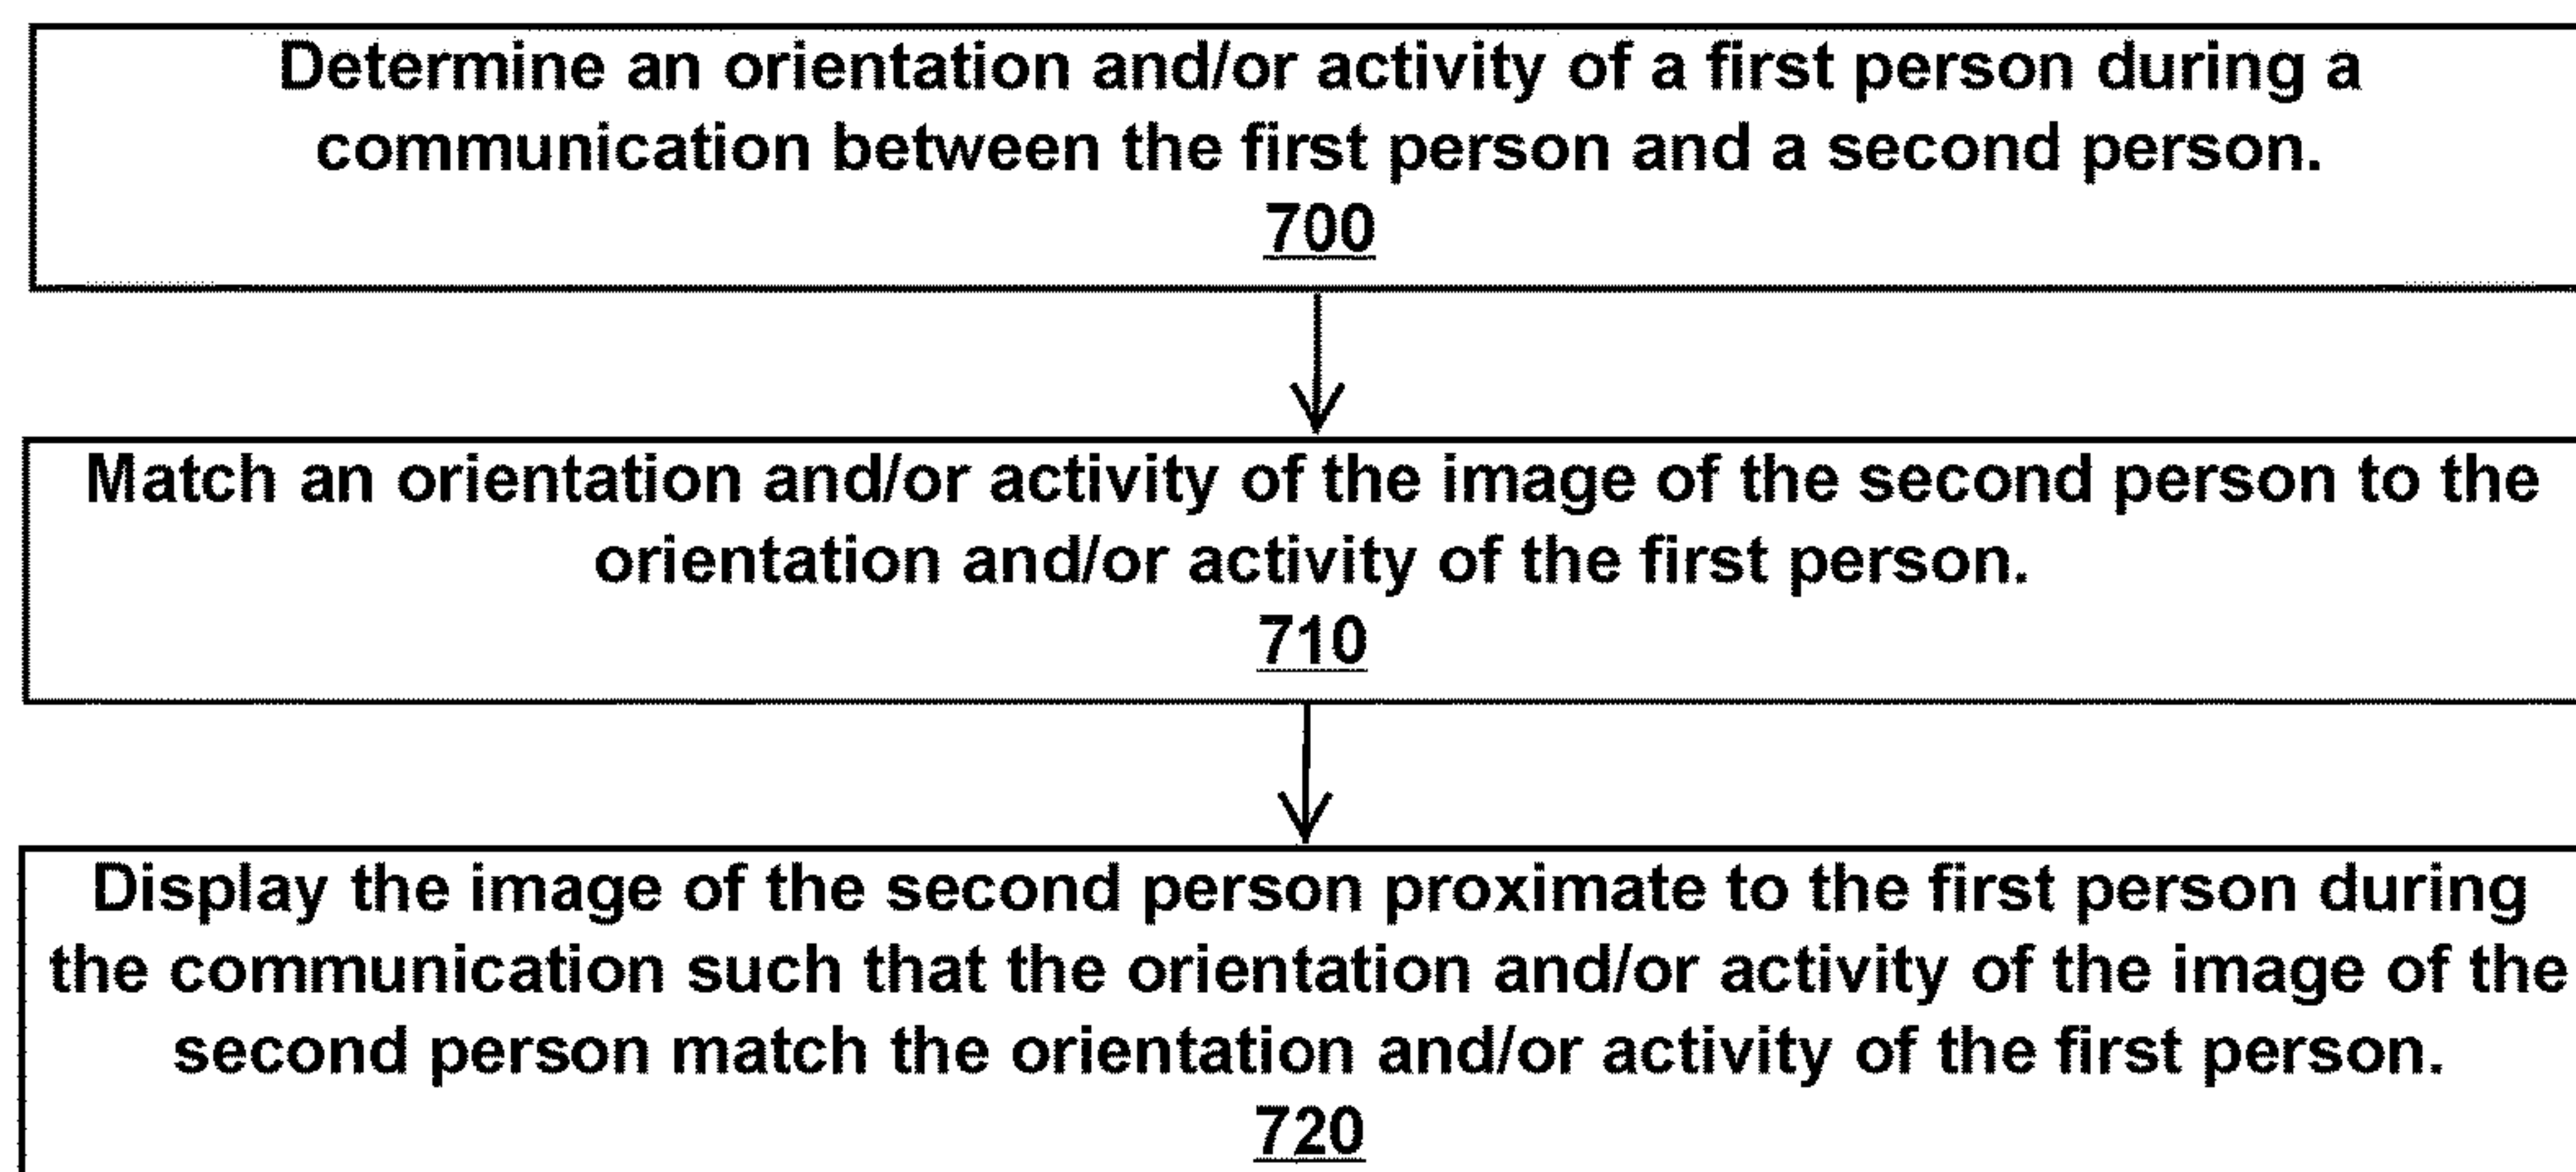 Determine an orientation and/or activity of a first person during a
communication between the first person and a second person.
700
Match an orientation and/or activity of the image of the second person to the
orientation and/or activity of the first person.
710
Display the image of the second person proximate to the first person during
the communication such that the orientation and/or activity of the image of the
second person match the orientation and/or activity of the first person.
720